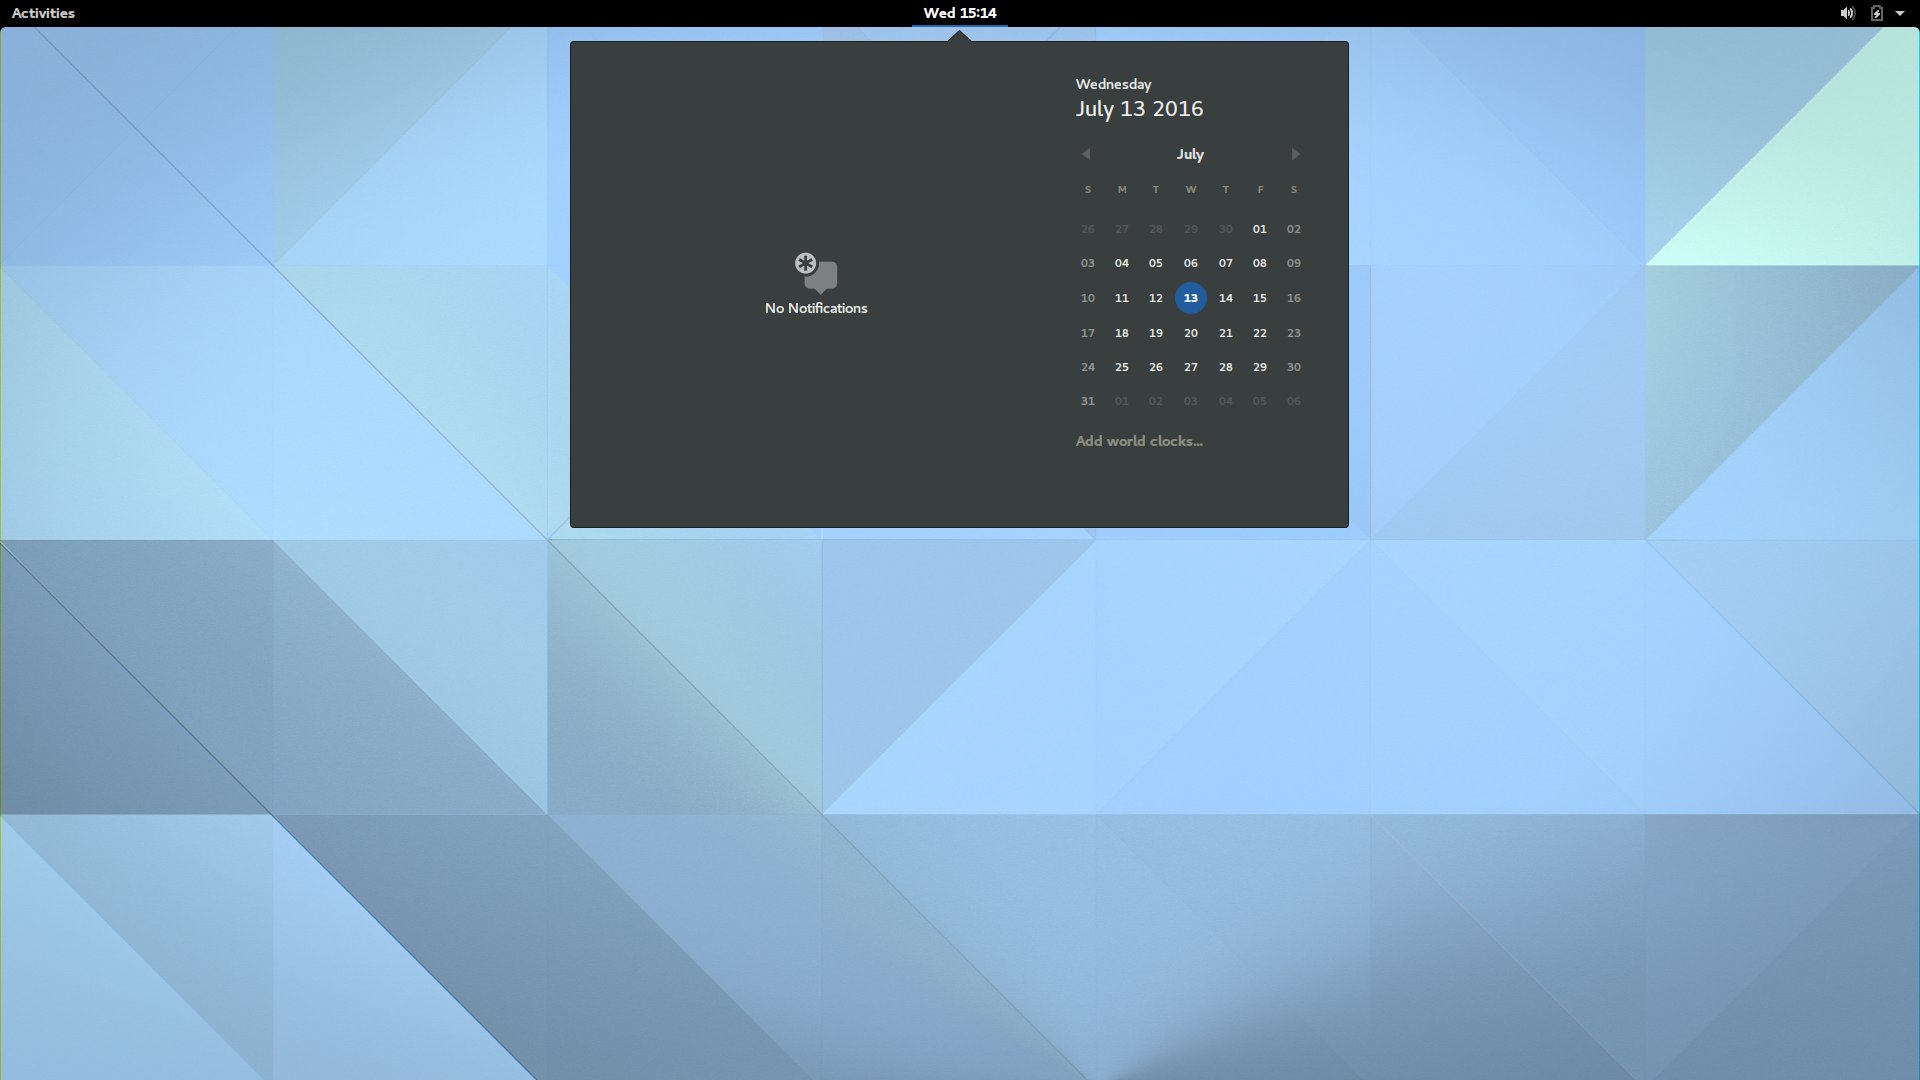 Activities
Wed 15:14
No Notifications
Wednesday
July 13 2016
July
S M T W T F S
26 27 28 29 30 01 02
03 04 05 06 07 08 09
10 11 12 13 14 15 16
17 18 19 20 21 22 23
24 25 26 27 28 29 30
31 01 02 03 04 05 06
Add world clocks...